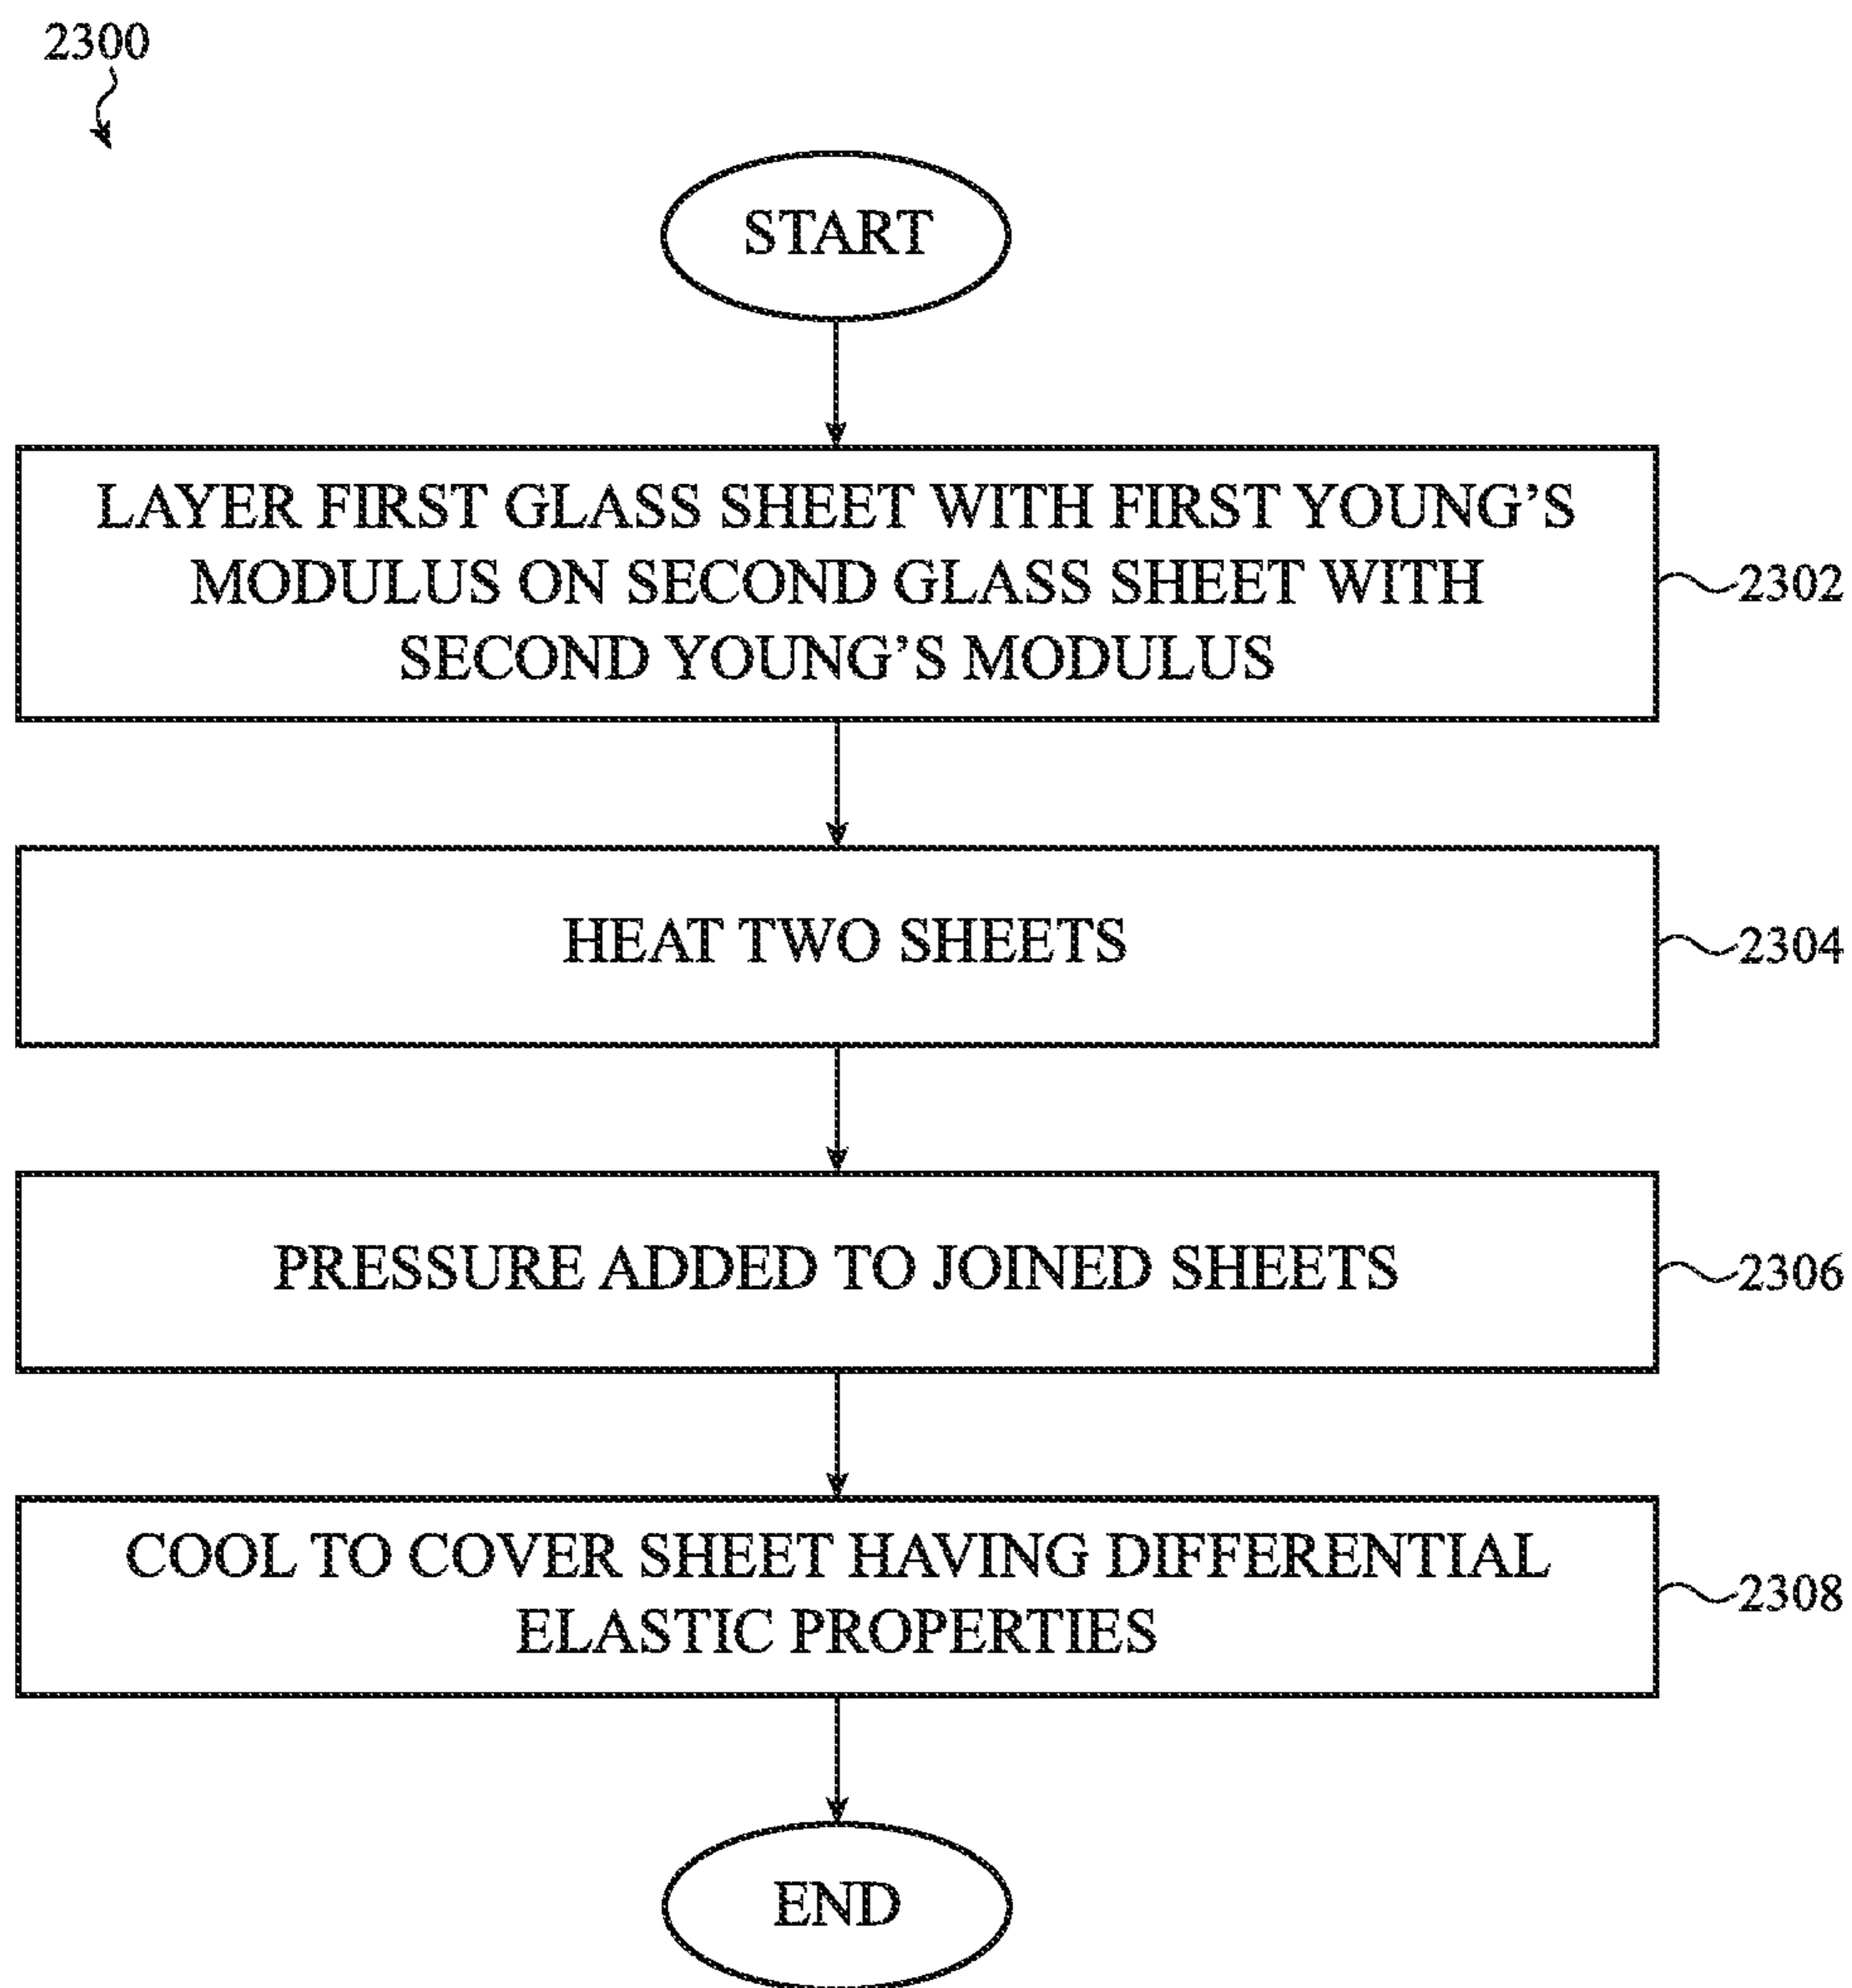 2300
START
LAYER FIRST GLASS SHEET WITH FIRST YOUNG'S
MODULUS ON SECOND GLASS SHEET WITH
SECOND YOUNG'S MODULUS
2302
HEAT TWO SHEETS
2304
PRESSURE ADDED TO JOINED SHEETS
2306
COOL TO COVER SHEET HAVING DIFFERENTIAL
ELASTIC PROPERTIES
2308
END